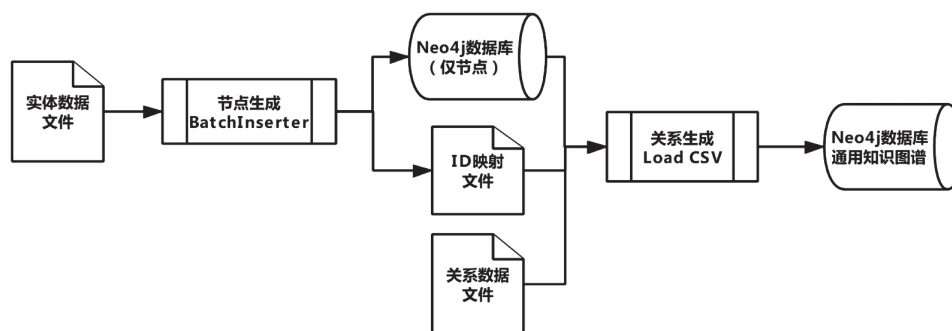 实体数据
文件
节点生成
BatchInserter
Neo4j数据库
（仅节点）
ID映射
文件
关系数据
文件
关系生成
Load CSV
Neo4j数据库
通用知识图谱